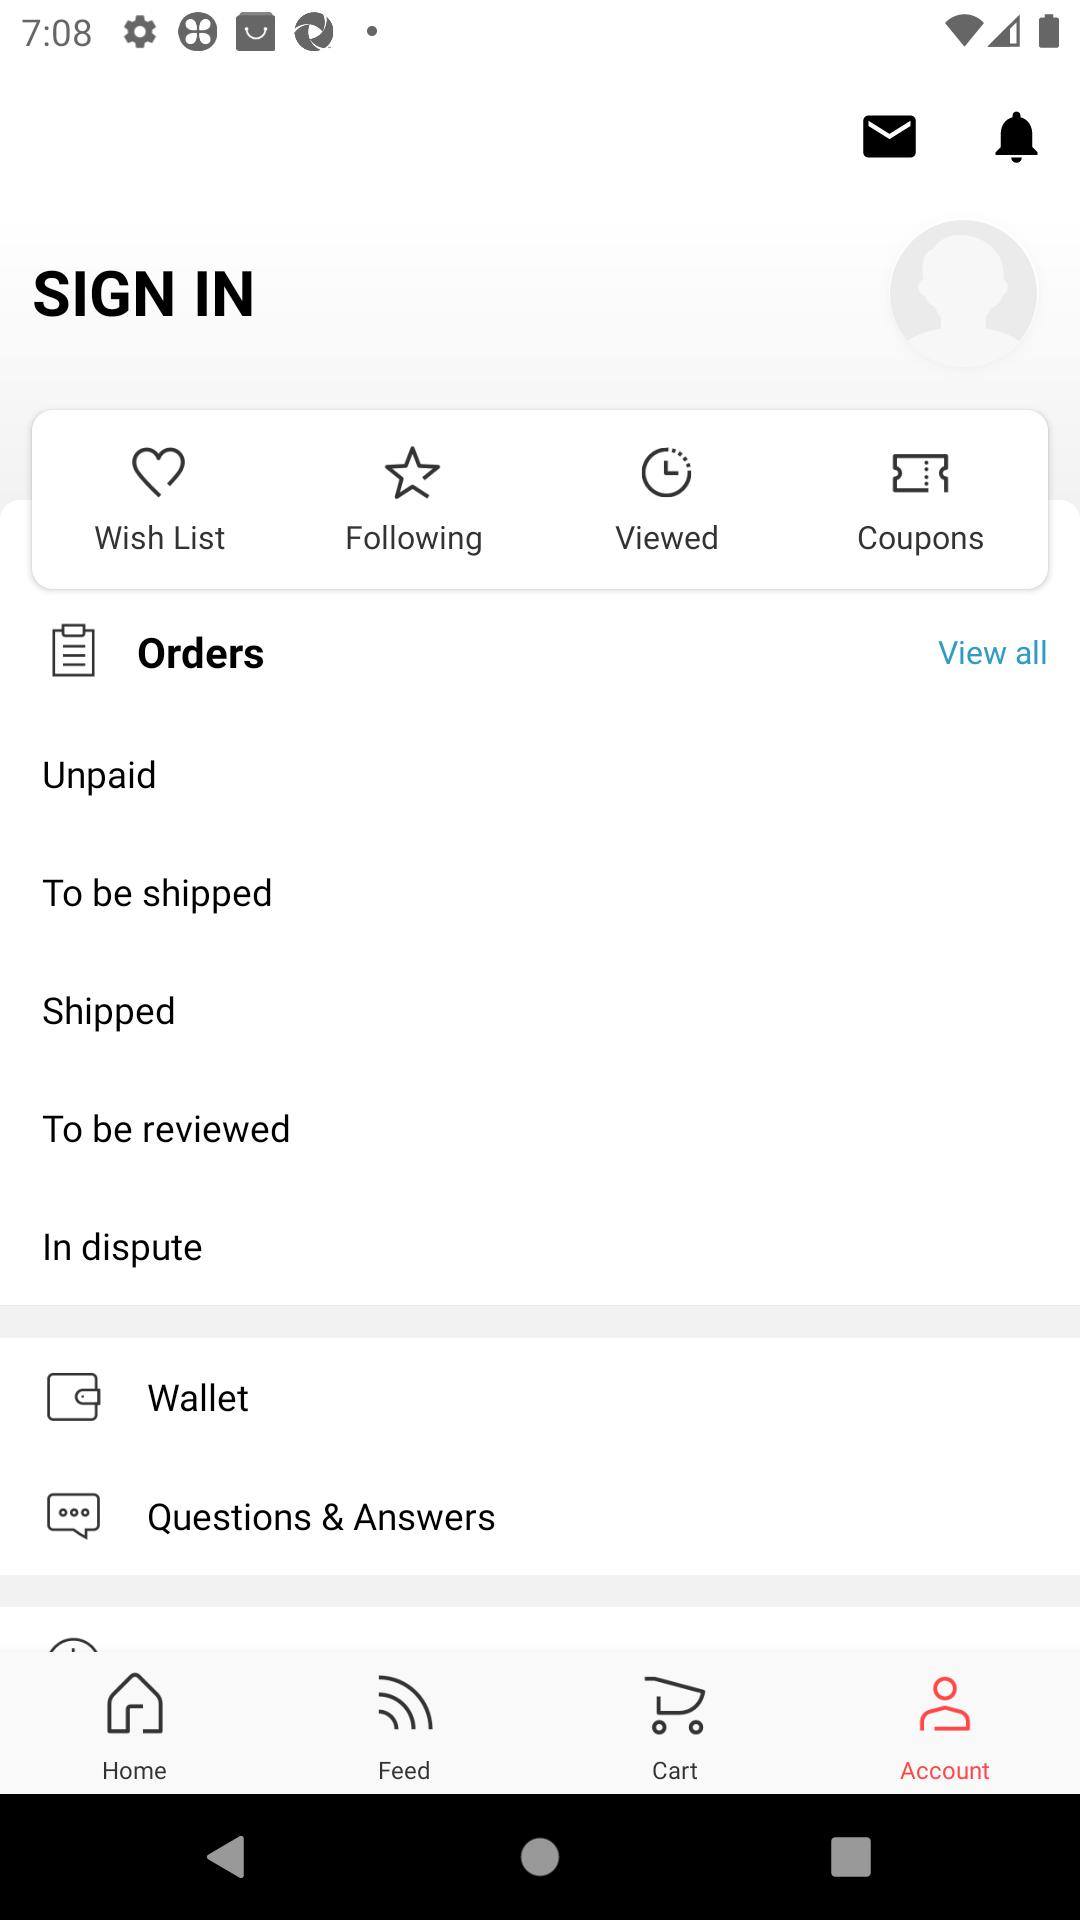 7:08
SIGN IN
Wish List
Following
Viewed
Coupons
Orders
View all
Unpaid
To be shipped
Shipped
To be reviewed
In dispute
Wallet
Questions & Answers
Home
Feed
Cart
Account